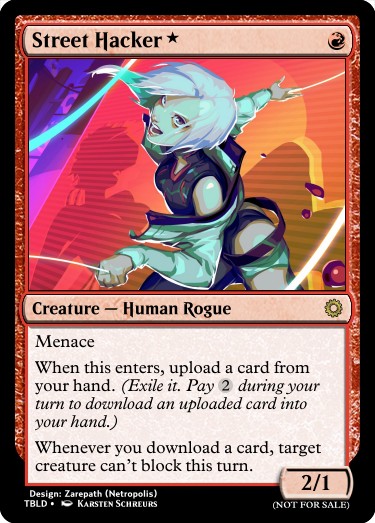 Street Hacker ★
Creature — Human Rogue
Menace
When this enters, upload a card from
your hand. (Exile it. Pay 2 during your
turn to download an uploaded card into
your hand.)
Whenever you download a card, target
creature can't block this turn.
2/1
Design: Zarepath (Netropolis)
TBLD • Karsten Schreurs
(NOT FOR SALE)